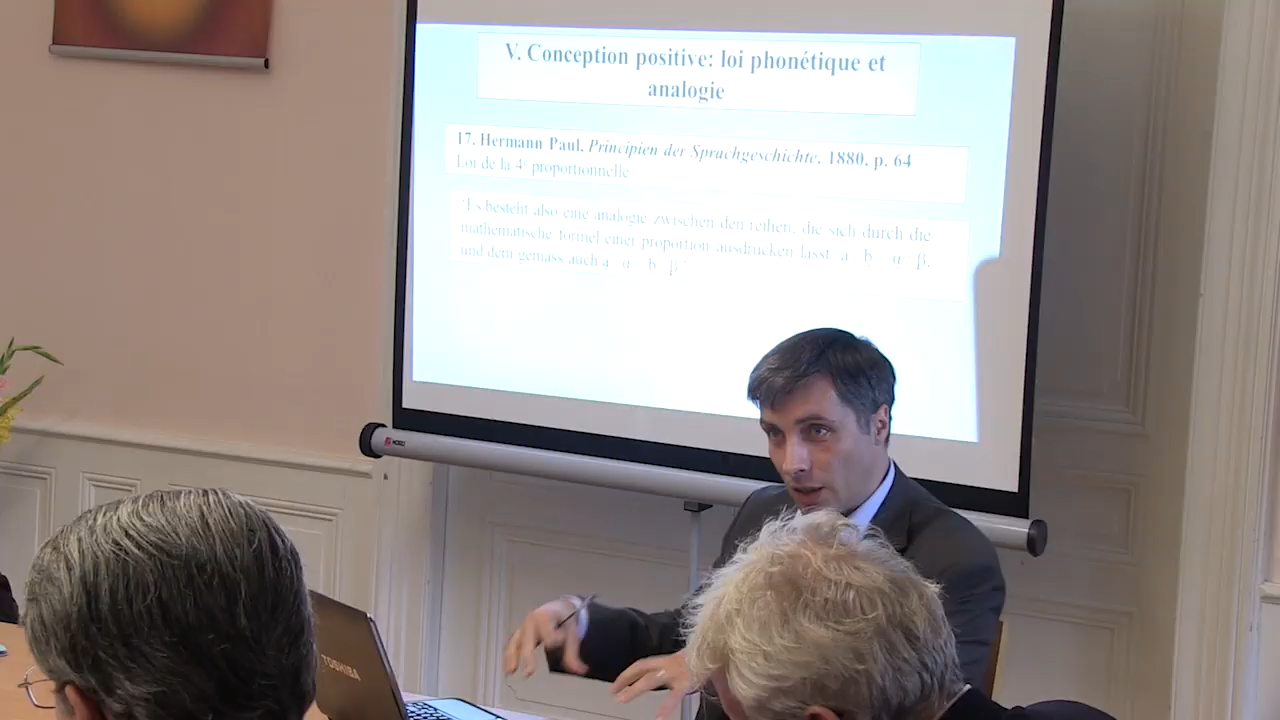 V. Conception positive: loi phonétique et
analogie
17. Hermann Paul. Principien der Sprachgeschichte. 1880. p. 64
Loi de la 4e proportionnelle
"Es besteht also eine analogie zwischen den reihen, die sich durch die
mathematische formel einer proportion ausdrücken lässt a b α β,
und dem gemäss auch a α b β."
TOSHIBA